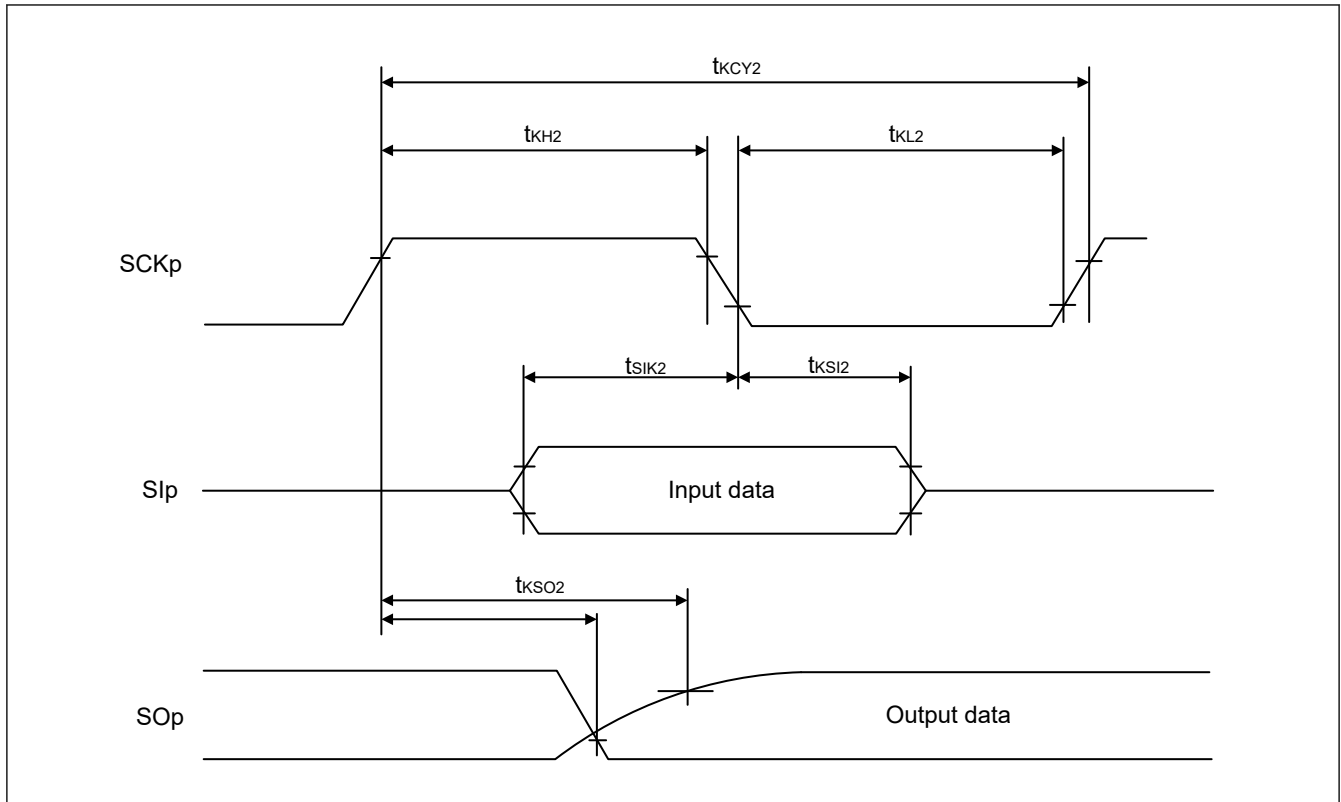 tKCY2
tKH2
tKL2
SCKp
tSIK2
tKSI2
SIp
Input data
tKSO2
SOp
Output data